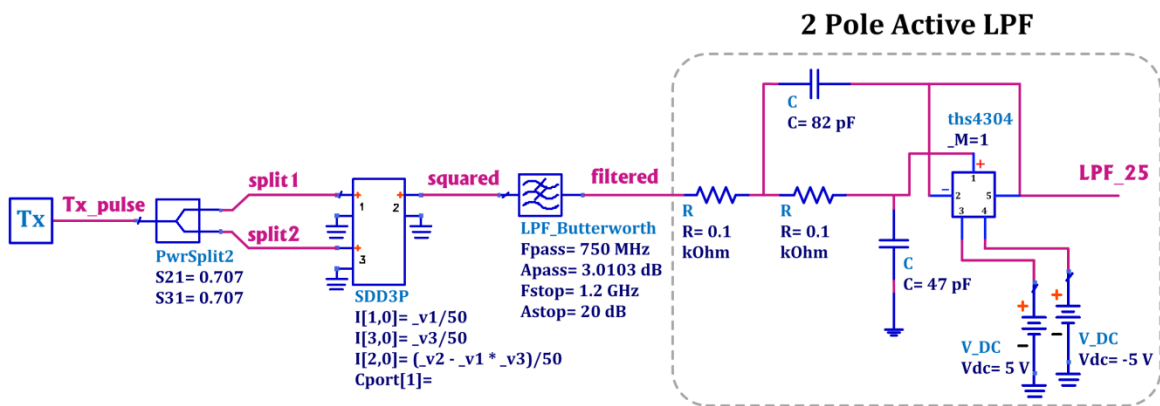 2 Pole Active LPF
C
C= 82 pF
ths4304
_M=1
+
1
2
5
3
4
LPF_25
Tx
Tx_pulse
split1
split2
PwrSplit2
S21= 0.707
S31= 0.707
+
1
+
2
+
3
SDD3P
I[1,0]= _v1/50
I[3,0]= _v3/50
I[2,0]= (_v2 - _v1 * _v3)/50
Cport[1]=
squared
LPF_Butterworth
Fpass= 750 MHz
Apass= 3.0103 dB
Fstop= 1.2 GHz
Astop= 20 dB
filtered
R
R= 0.1
kOhm
R
R= 0.1
kOhm
C
C= 47 pF
+
−
V_DC
Vdc= 5 V
+
−
V_DC
Vdc= -5 V